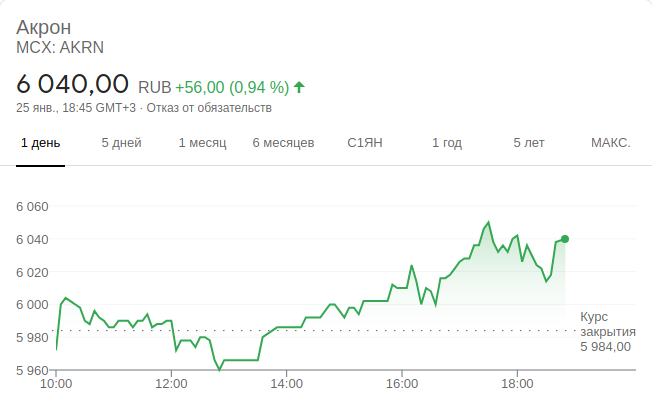 Акрон
MCX: AKRN
6 040,00 RUB +56,00 (0,94 %)
25 янв., 18:45 GMT+3 · Отказ от обязательств
1 день 5 дней 1 месяц 6 месяцев С1ЯН 1 год 5 лет МАКС.
6 060
6 040
6 020
6 000
5 980
5 960
Курс
закрытия
5 984,00
10:00 12:00 14:00 16:00 18:00